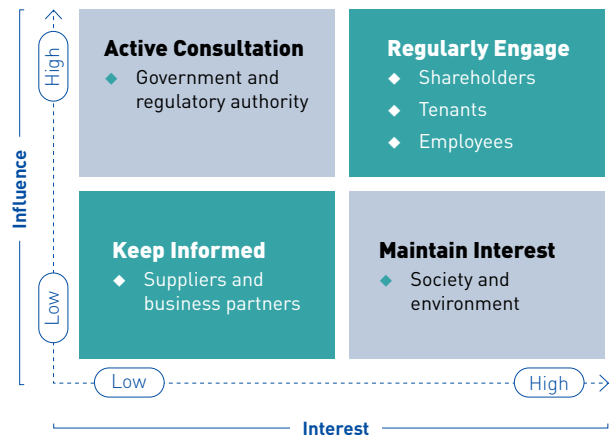 Influence
High
Low
Active Consultation
◆ Government and
regulatory authority
Regularly Engage
◆ Shareholders
◆ Tenants
◆ Employees
Keep Informed
◆ Suppliers and
business partners
Maintain Interest
◆ Society and
environment
Low
High
Interest